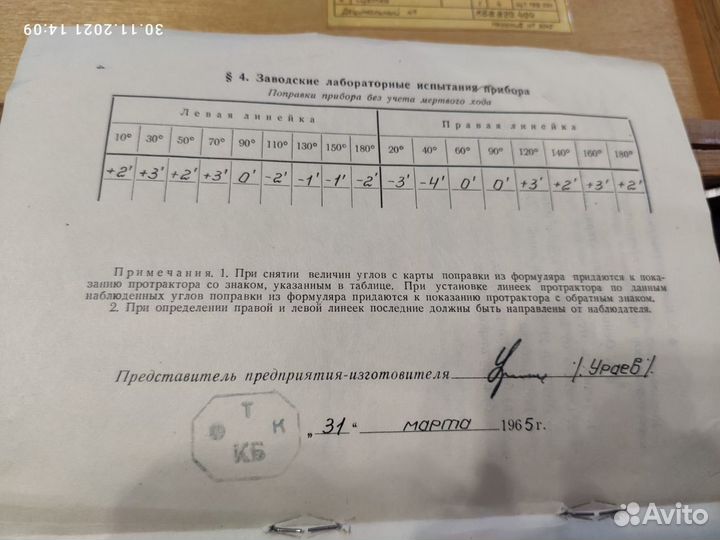 30.11.2021 14:09
§ 4. Заводские лабораторные испытания прибора
Поправки прибора без учета мертвого хода
Левая линейка Правая линейка
10° 30° 50° 70° 90° 110° 130° 150° 180° 20° 40° 60° 90° 120° 140° 160° 180°
+2' +3' +2' +3' 0' -2' -1' -1' -2' -3' -4' 0' 0' +3' +2' +3' +2'
Примечания. 1. При снятии величин углов с карты поправки из формуляра придаются к пока-
занию протрактора со знаком, указанным в таблице. При установке линеек протрактора по данным
наблюденных углов поправки из формуляра придаются к показанию протрактора с обратным знаком.
2. При определении правой и левой линеек последние должны быть направлены от наблюдателя.
Представитель предприятия-изготовителя /. Ураев /.
Т
Ф К
КБ
„31“ марта 1965 г.
Avito